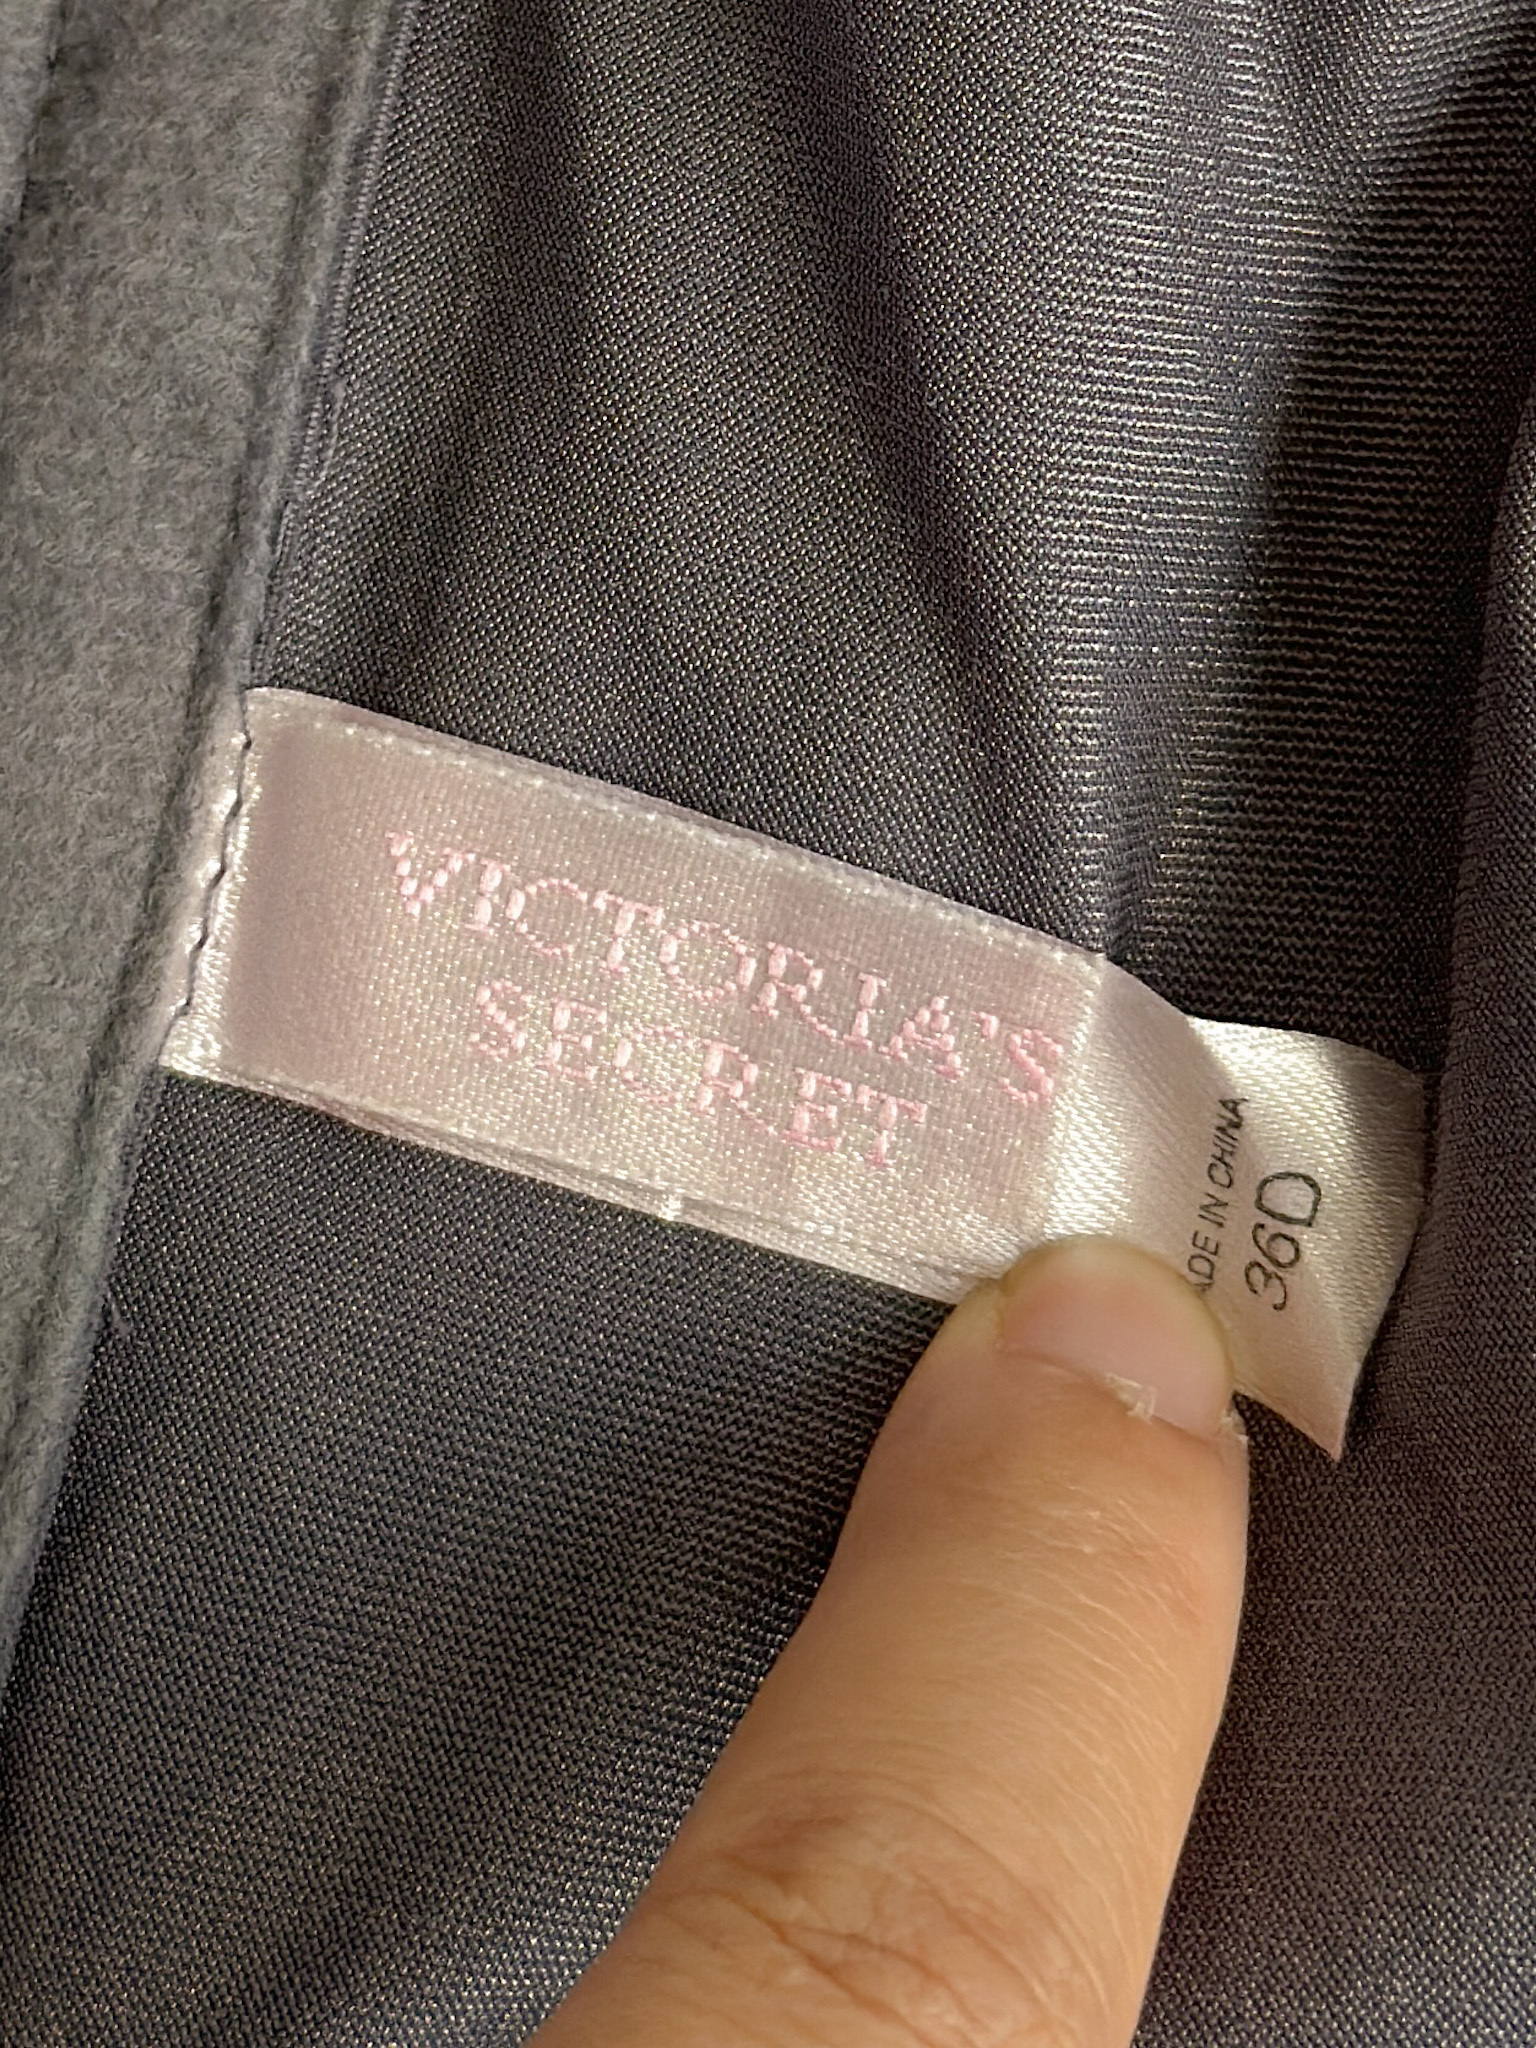 VICTORIA'S
SECRET
ADE IN CHINA
36D